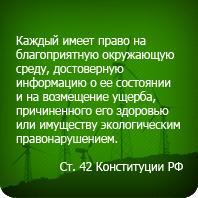 Каждый имеет право на
благоприятную окружающую
среду, достоверную
информацию о ее состоянии
и на возмещение ущерба,
причиненного его здоровью
или имуществу экологическим
правонарушением.
Ст. 42 Конституции РФ